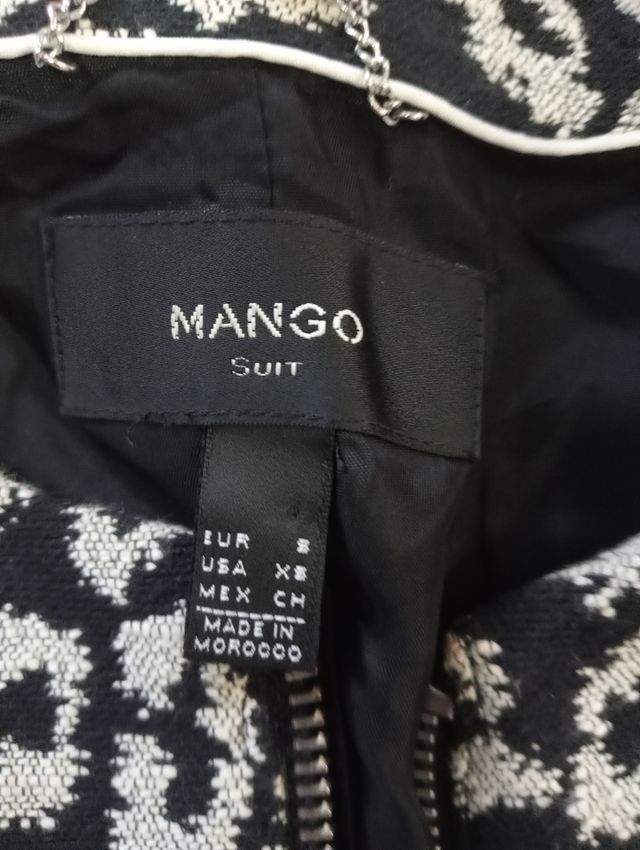 MANGO
SUIT
EUR S
USA XS
MEX CH
MADE IN
MOROCCO